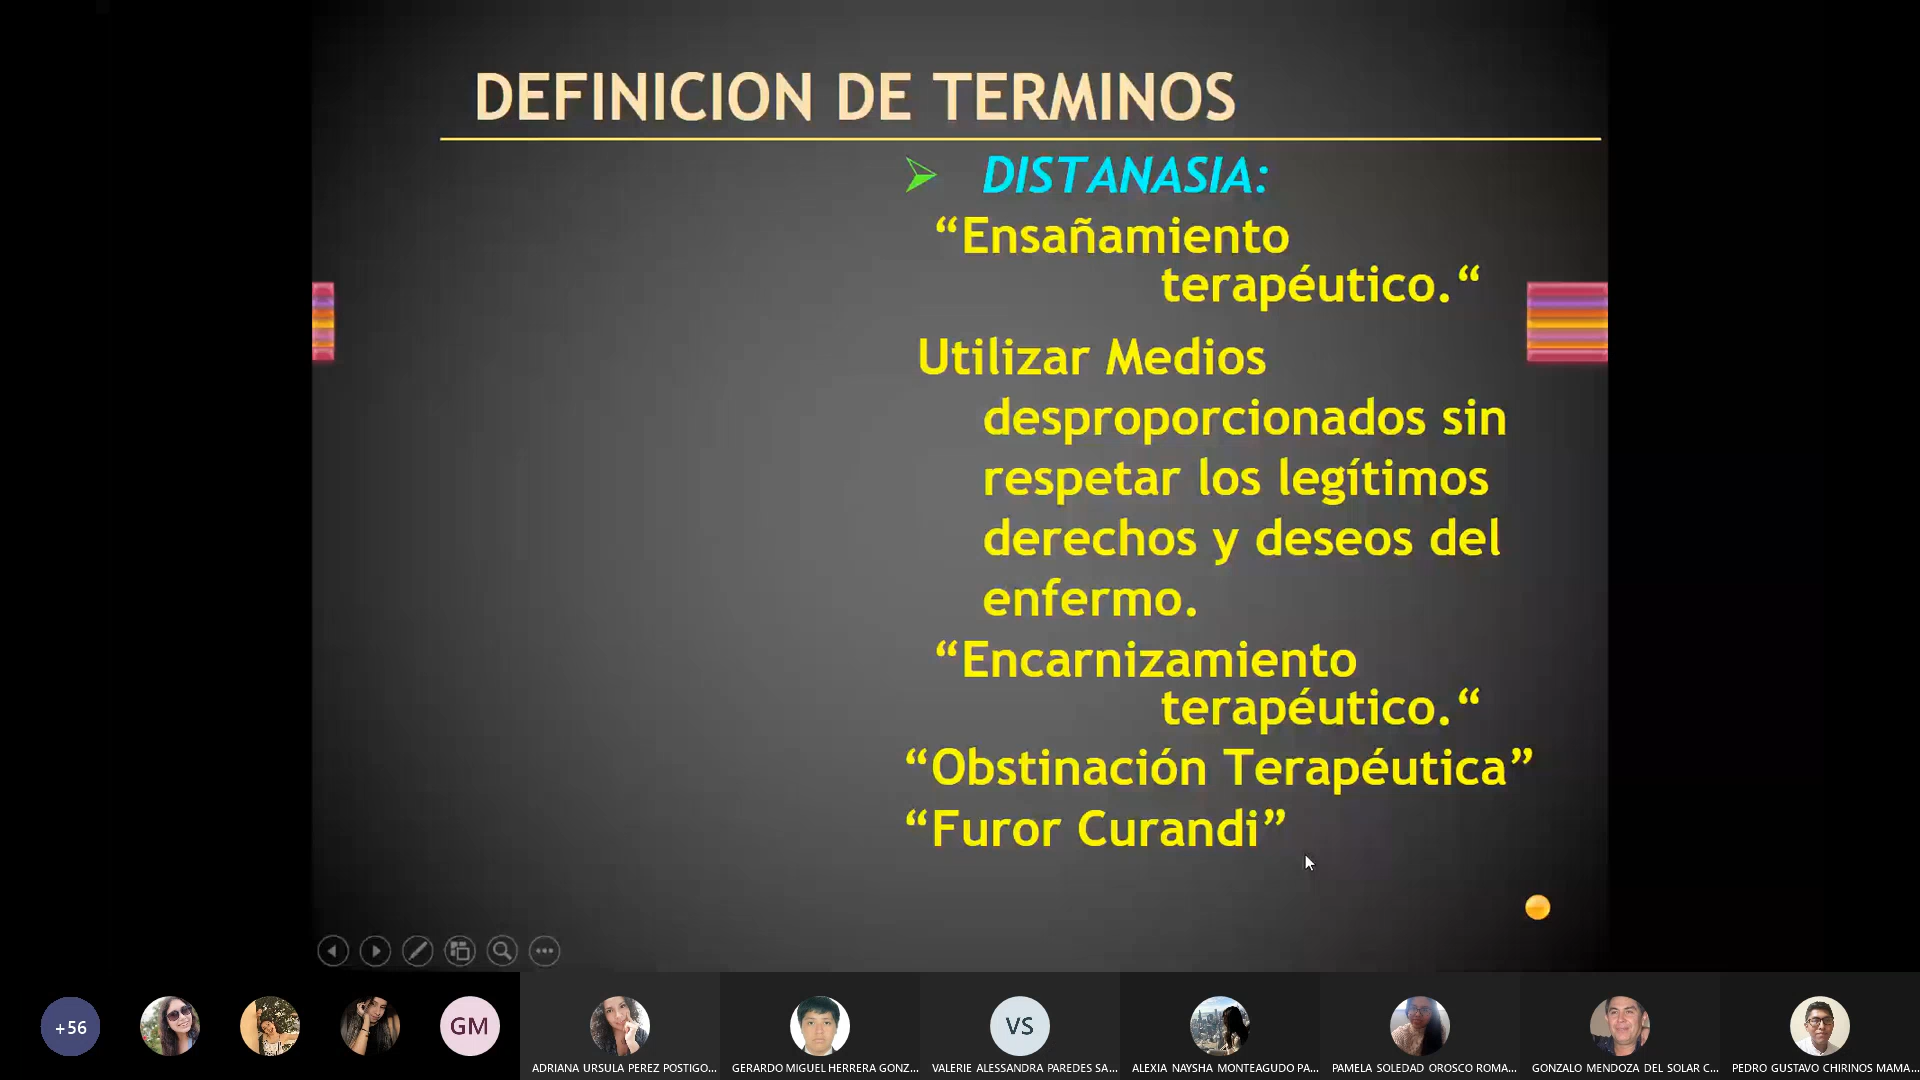 DEFINICION DE TERMINOS
DISTANASIA:
“Ensañamiento
terapéutico.“
Utilizar Medios
desproporcionados sin
respetar los legítimos
derechos y deseos del
enfermo.
“Encarnizamiento
terapéutico.“
“Obstinación Terapéutica”
“Furor Curandi”
+56
GM
VS
ADRIANA URSULA PEREZ POSTIGO...
GERARDO MIGUEL HERRERA GONZ...
VALERIE ALESSANDRA PAREDES SA...
ALEXIA NAYSHA MONTEAGUDO PA...
PAMELA SOLEDAD OROSCO ROMA...
GONZALO MENDOZA DEL SOLAR C...
PEDRO GUSTAVO CHIRINOS MAMA...